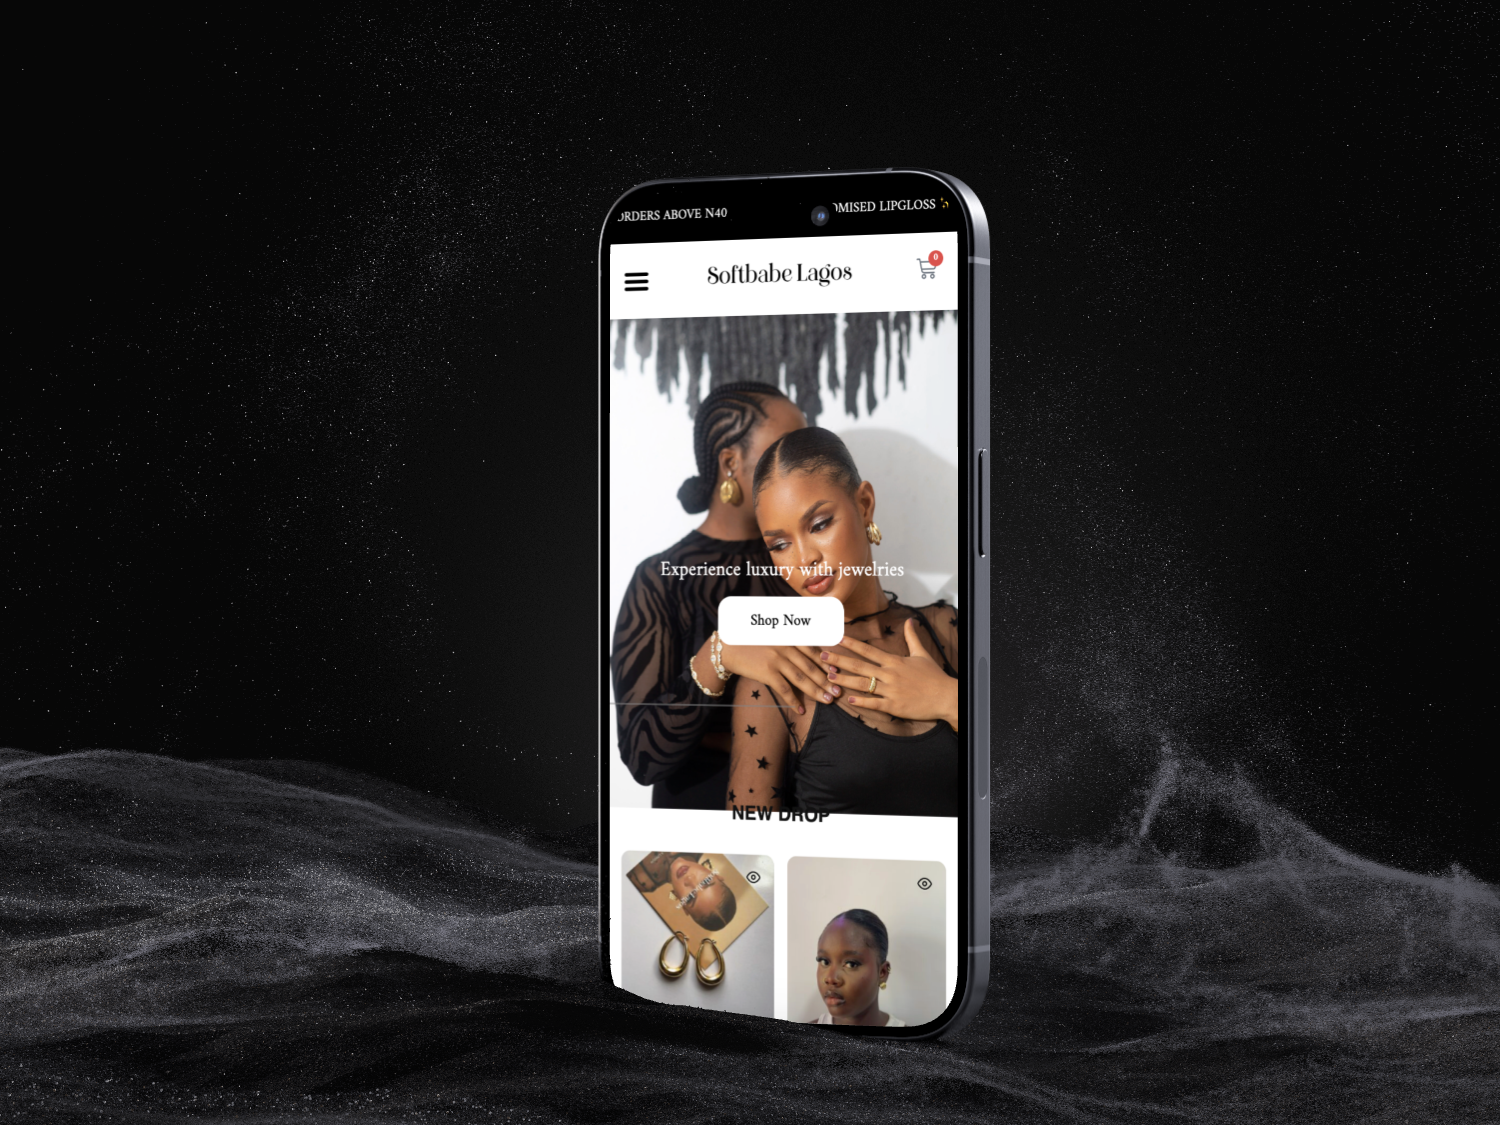 ORDERS ABOVE N40
OMISED LIPGLOSS ✨
Softbabe Lagos
0
Experience luxury with jewelries
Shop Now
NEW DROP